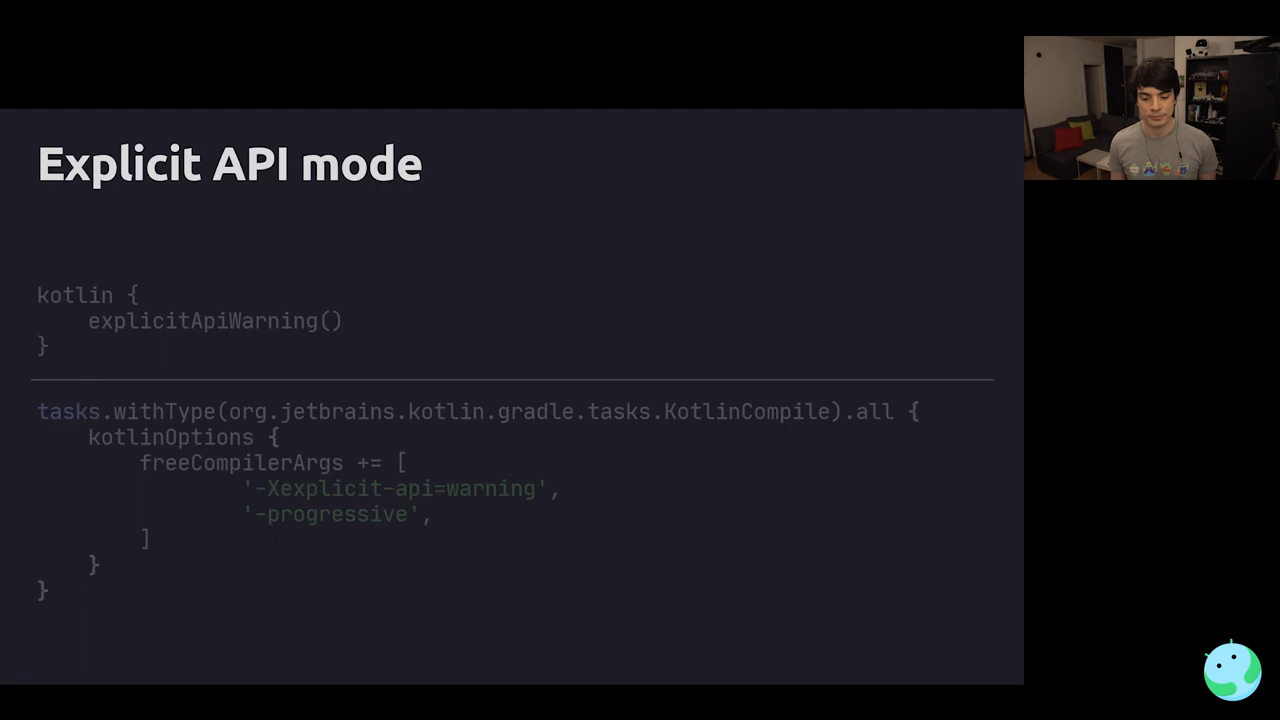 Explicit API mode
kotlin {
explicitApiWarning()
}
tasks.withType(org.jetbrains.kotlin.gradle.tasks.KotlinCompile).all {
kotlinOptions {
freeCompilerArgs += [
'-Xexplicit-api=warning',
'-progressive',
]
}
}